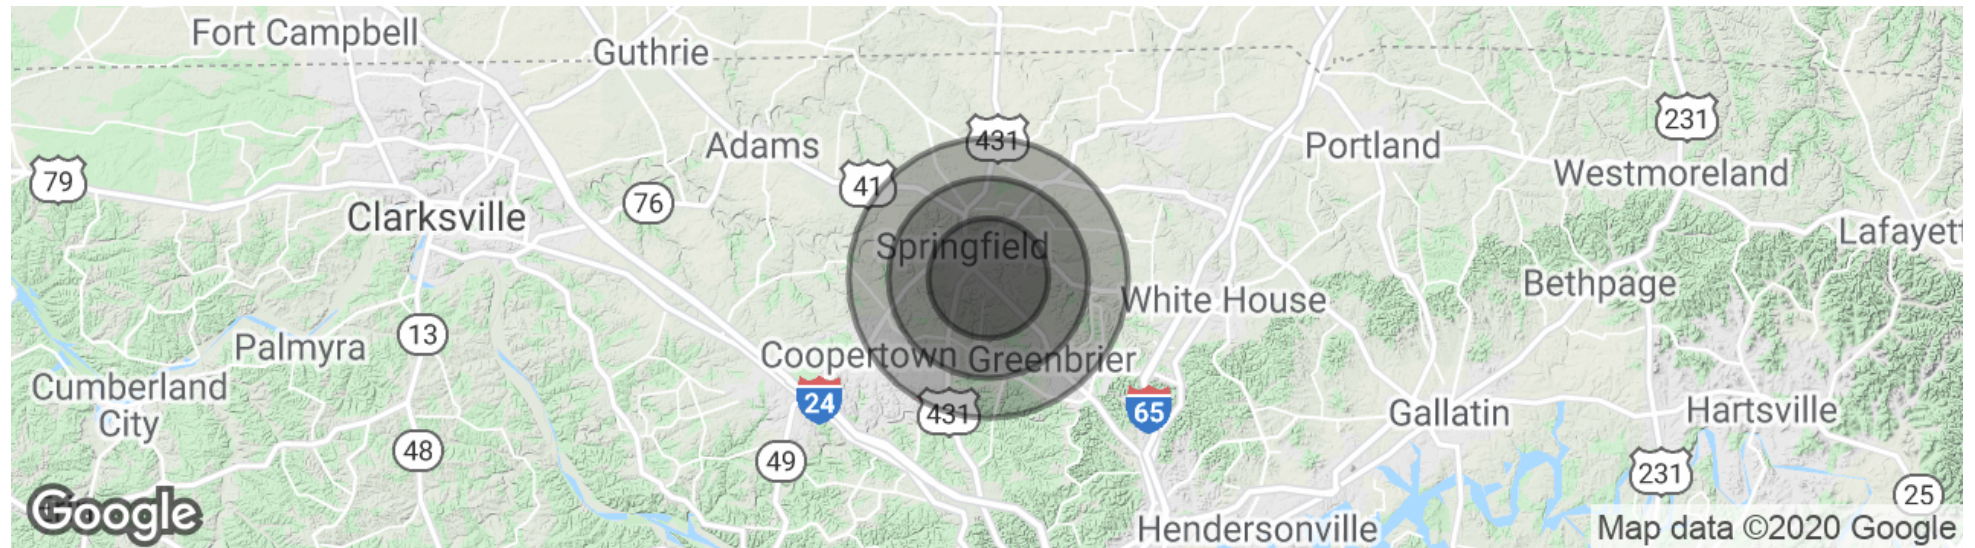 Fort Campbell
Guthrie
431
231
Adams
Portland
79
41
Westmoreland
76
Clarksville
Lafayett
Springfield
Bethpage
White House
13
Palmyra
Coopertown
Greenbrier
Cumberland
City
24
65
431
Gallatin
Hartsville
48
49
231
25
Google
Hendersonville
Map data ©2020 Google